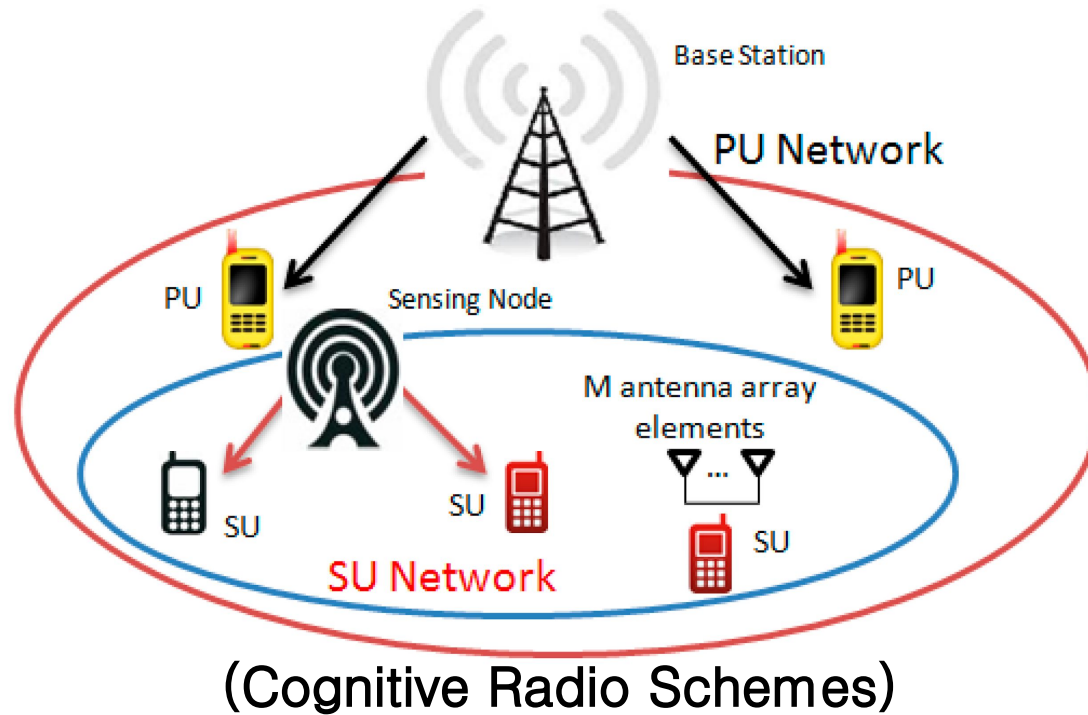 Base Station
PU Network
PU
PU
Sensing Node
M antenna array
elements
...
SU
SU
SU
SU Network
(Cognitive Radio Schemes)